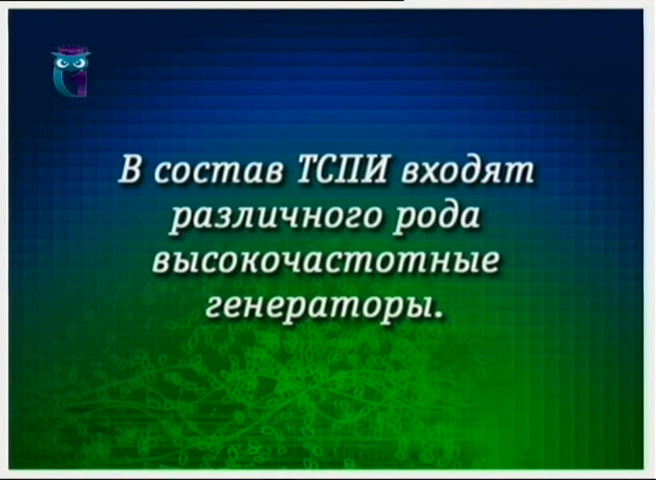 В состав ТСПИ входят
различного рода
высокочастотные
генераторы.